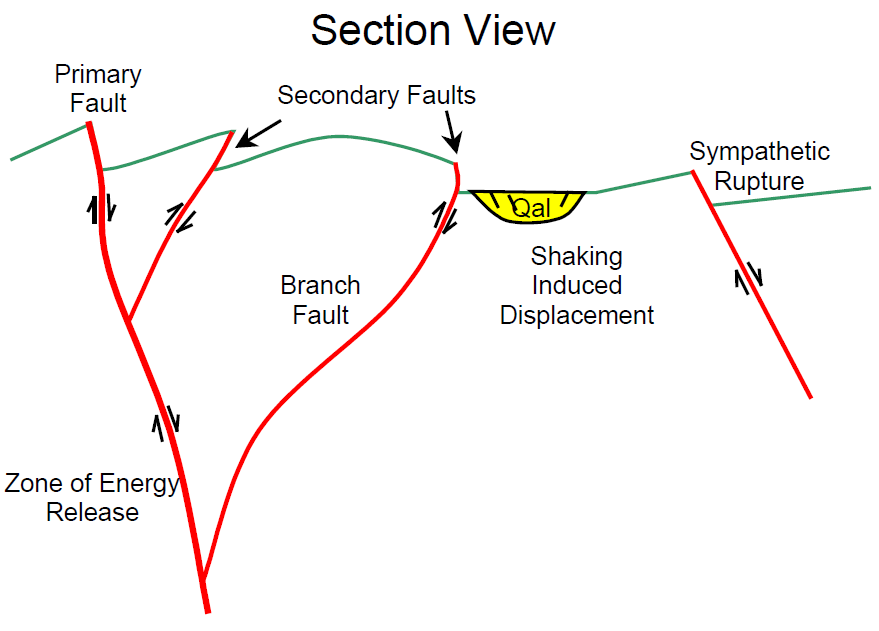 Section View
Primary
Fault
Secondary Faults
Sympathetic
Rupture
Qal
Shaking
Induced
Displacement
Branch
Fault
Zone of Energy
Release